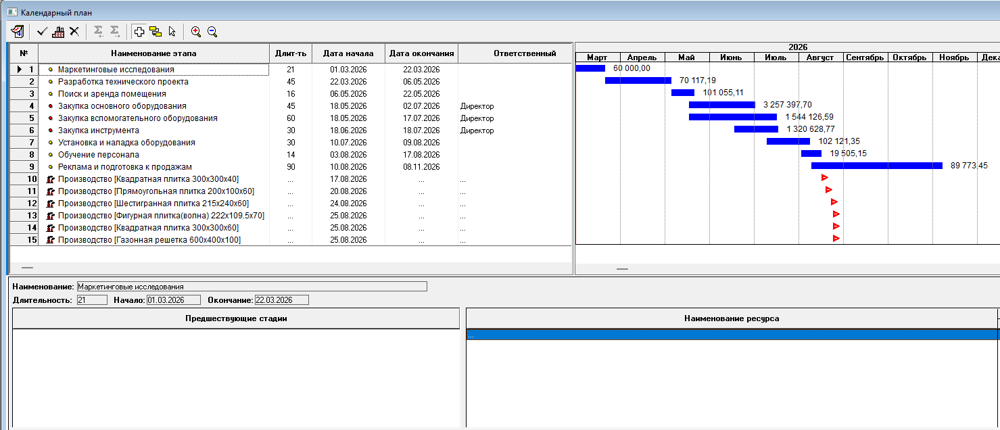 Календарный план
№ Наименование этапа Длит-ть Дата начала Дата окончания Ответственный
1 Маркетинговые исследования 21 01.03.2026 22.03.2026
2 Разработка технического проекта 45 22.03.2026 06.05.2026
3 Поиск и аренда помещения 16 06.05.2026 22.05.2026
4 Закупка основного оборудования 45 18.05.2026 02.07.2026 Директор
5 Закупка вспомогательного оборудования 60 18.05.2026 17.07.2026 Директор
6 Закупка инструмента 30 18.06.2026 18.07.2026 Директор
7 Установка и наладка оборудования 30 10.07.2026 09.08.2026
8 Обучение персонала 14 03.08.2026 17.08.2026
9 Реклама и подготовка к продажам 90 10.08.2026 08.11.2026
10 Производство [Квадратная плитка 300x300x40] ... 17.08.2026 ... ...
11 Производство [Прямоугольная плитка 200x100x60] ... 20.08.2026 ... ...
12 Производство [Шестигранная плитка 215x240x60] ... 24.08.2026 ... ...
13 Производство [Фигурная плитка(волна) 222x109.5x70] ... 25.08.2026 ... ...
14 Производство [Квадратная плитка 300x300x60] ... 25.08.2026 ... ...
15 Производство [Газонная решетка 600x400x100] ... 25.08.2026 ... ...
2026
Март Апрель Май Июнь Июль Август Сентябрь Октябрь Ноябрь Дека
60 000,00
70 117,19
101 055,11
3 257 397,70
1 544 126,59
1 320 628,77
102 121,35
19 505,15
89 773,45
Наименование: Маркетинговые исследования
Длительность: 21 Начало: 01.03.2026 Окончание: 22.03.2026
Предшествующие стадии
Наименование ресурса
...